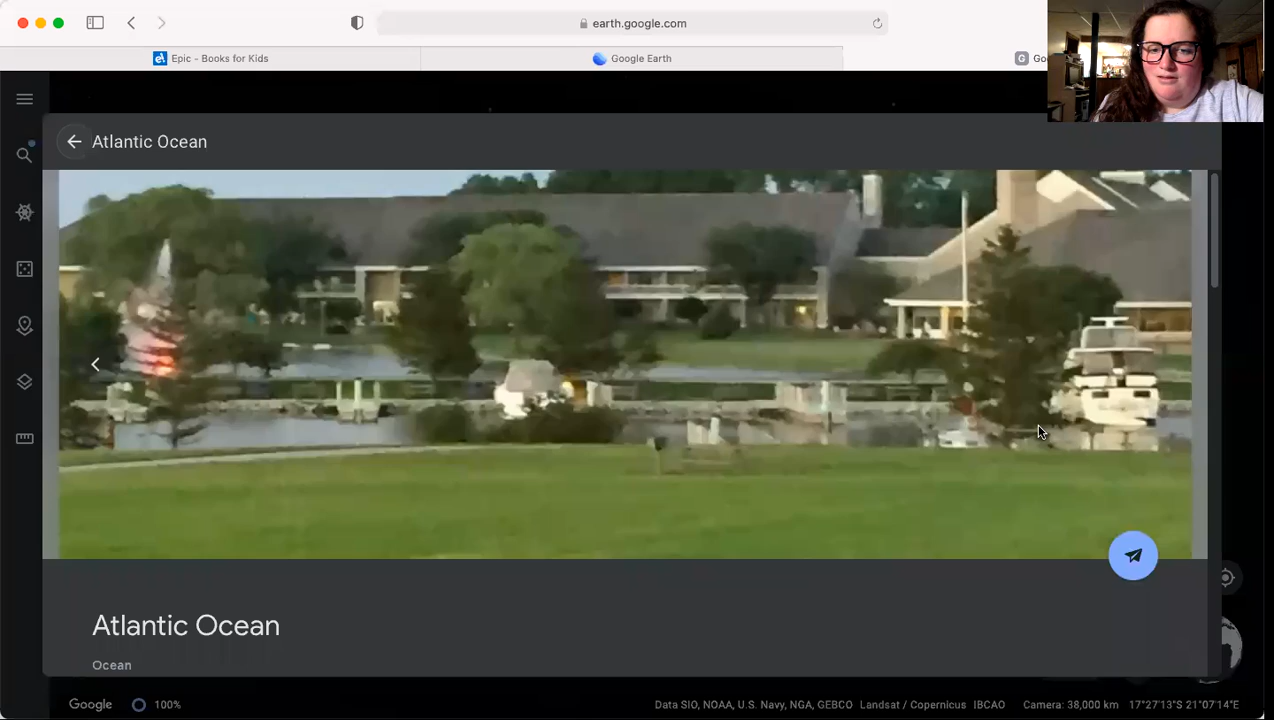 earth.google.com
Epic - Books for Kids
Google Earth
Atlantic Ocean
Atlantic Ocean
Ocean
Google
100%
Data SIO, NOAA, U.S. Navy, NGA, GEBCO Landsat / Copernicus IBCAO Camera: 38,000 km 17°27'13"S 21°07'14"E